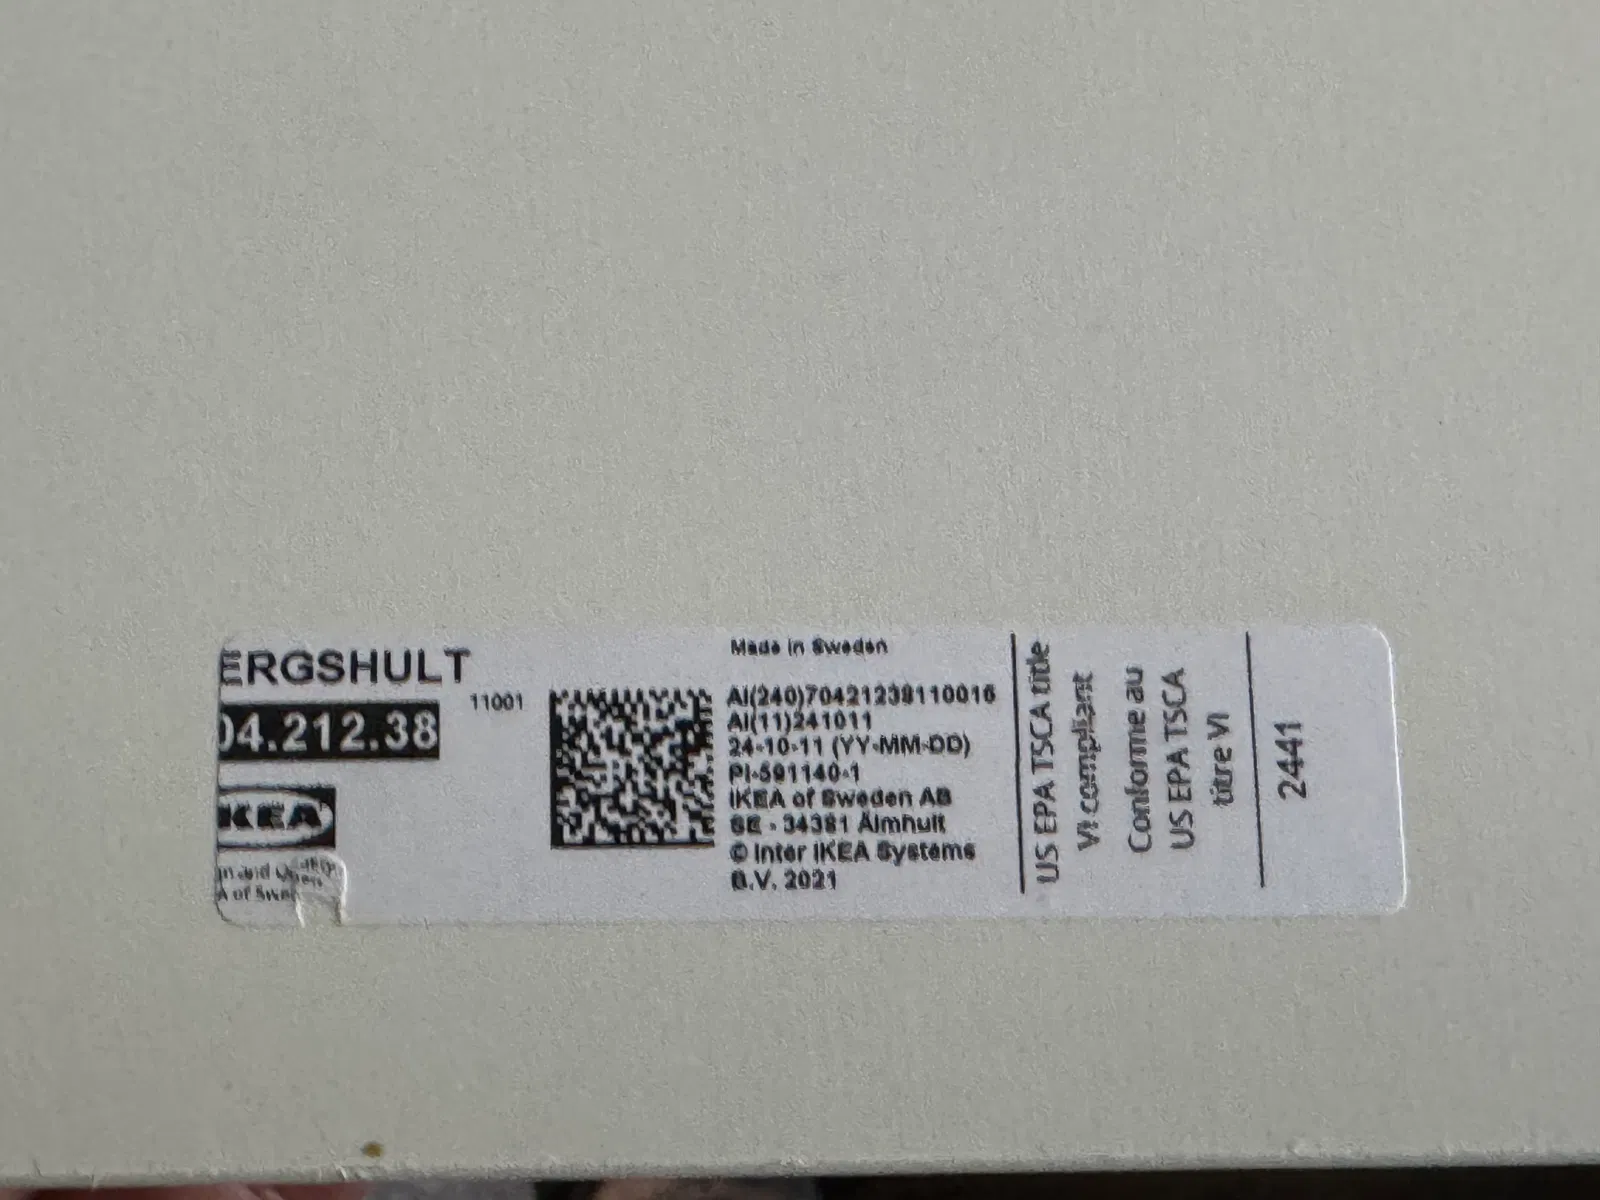 ERGSHULT
11001
04.212.38
IKEA
Made in Sweden
AI(240)70421238110016
AI(11)241011
24-10-11 (YY-MM-DD)
PI-591140-1
IKEA of Sweden AB
SE - 34381 Älmhult
© Inter IKEA Systems
B.V. 2021
US EPA TSCA title
VI compliant
Conforme au
US EPA TSCA
titre VI
2441